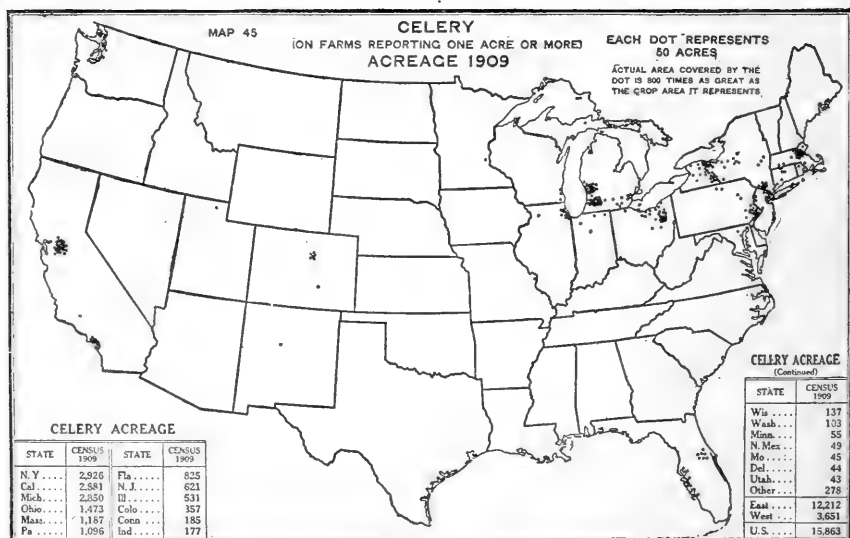 MAP 45
CELERY
(ON FARMS REPORTING ONE ACRE OR MORE)
ACREAGE 1909
EACH DOT REPRESENTS
50 ACRES
ACTUAL AREA COVERED BY THE
DOT IS 800 TIMES AS GREAT AS
THE CROP AREA IT REPRESENTS
CELERY ACREAGE
STATE CENSUS 1909 STATE CENSUS 1909
N. Y. .... 2,926 Fla ..... 825
Cal ..... 2,881 N. J. .... 621
Mich. .... 2,350 Ill. ..... 531
Ohio. .... 1,473 Colo .... 357
Mass. .... 1,187 Conn ... 185
Pa ..... 1,096 Ind ..... 177
CELERY ACREAGE
(Continued)
STATE CENSUS 1909
Wis .... 137
Wash ... 103
Minn. ... 55
N. Mex .. 49
Mo ..... 45
Del ..... 44
Utah. ... 43
Other ... 278
East .... 12,212
West ... 3,651
U.S. .... 15,863